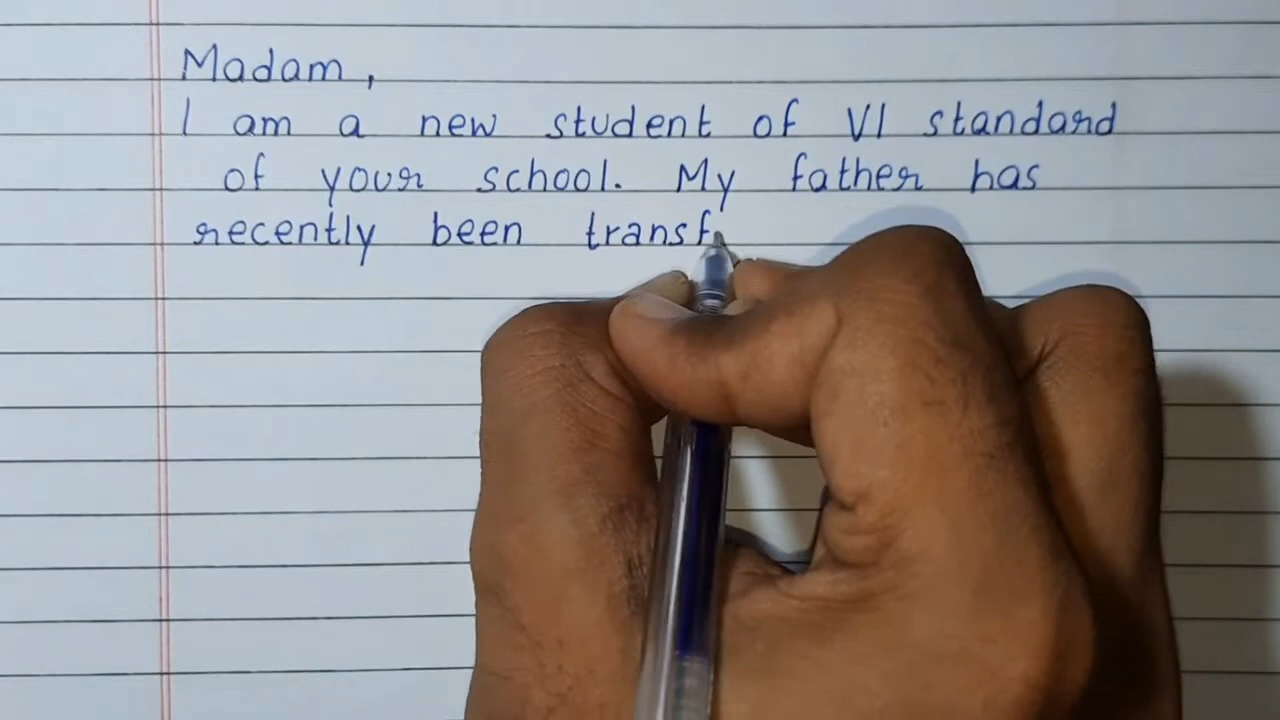 Madam,
I am a new student of VI standard
of your school. My father has
recently been transf